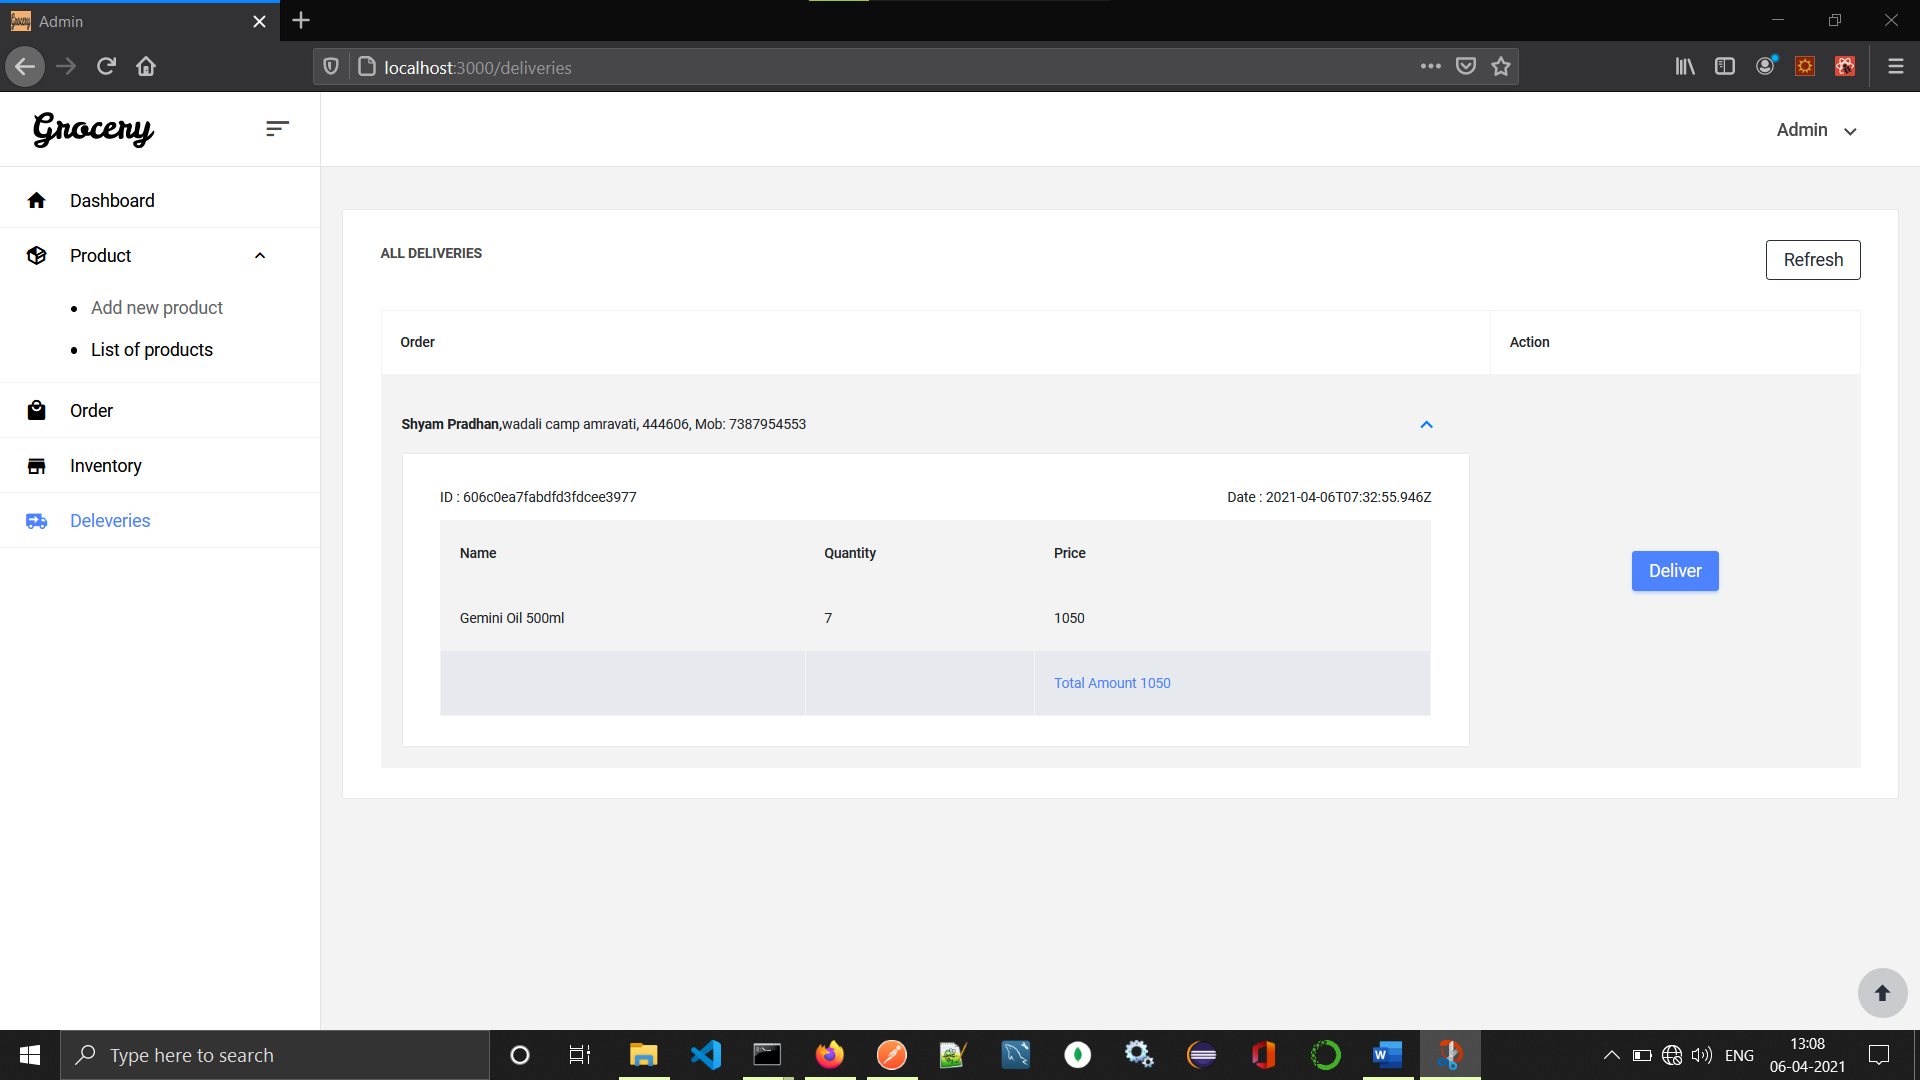 Admin
localhost:3000/deliveries
Grocery
Admin
Dashboard
Product
Add new product
List of products
Order
Inventory
Deleveries
ALL DELIVERIES
Refresh
Order Action
Shyam Pradhan,wadali camp amravati, 444606, Mob: 7387954553
ID : 606c0ea7fabdfd3fdcee3977 Date : 2021-04-06T07:32:55.946Z
Name Quantity Price
Gemini Oil 500ml 7 1050
Total Amount 1050
Deliver
Type here to search
ENG
13:08
06-04-2021